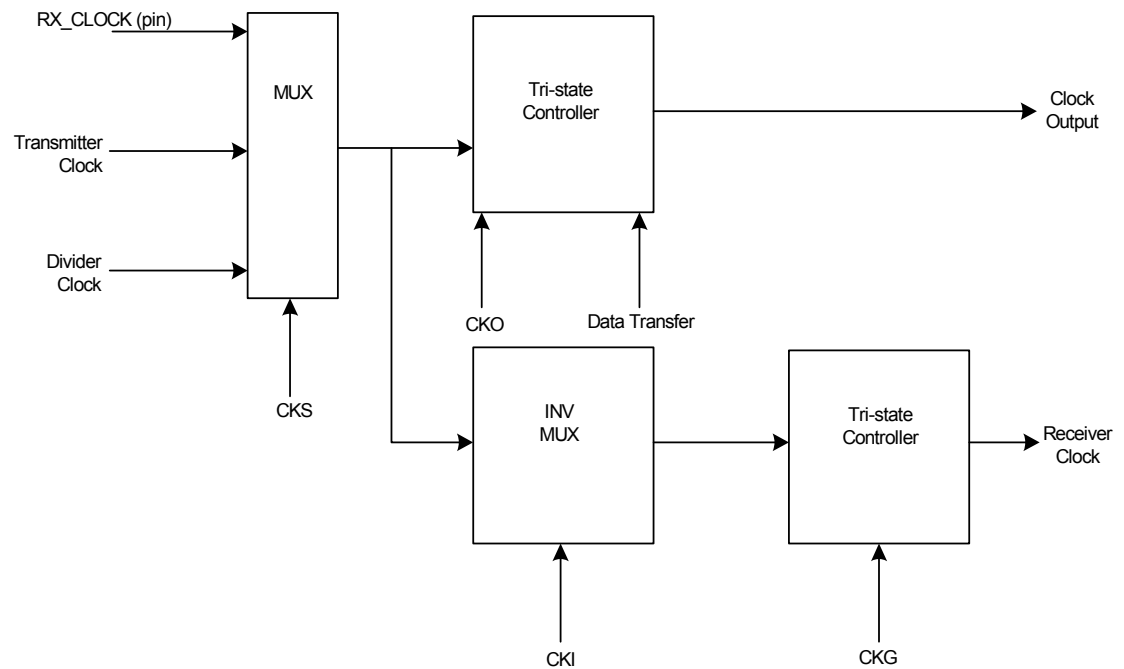 RX_CLOCK (pin)
MUX
Tri-state
Controller
Clock
Output
Transmitter
Clock
Divider
Clock
CKO
Data Transfer
CKS
INV
MUX
Tri-state
Controller
Receiver
Clock
CKI
CKG